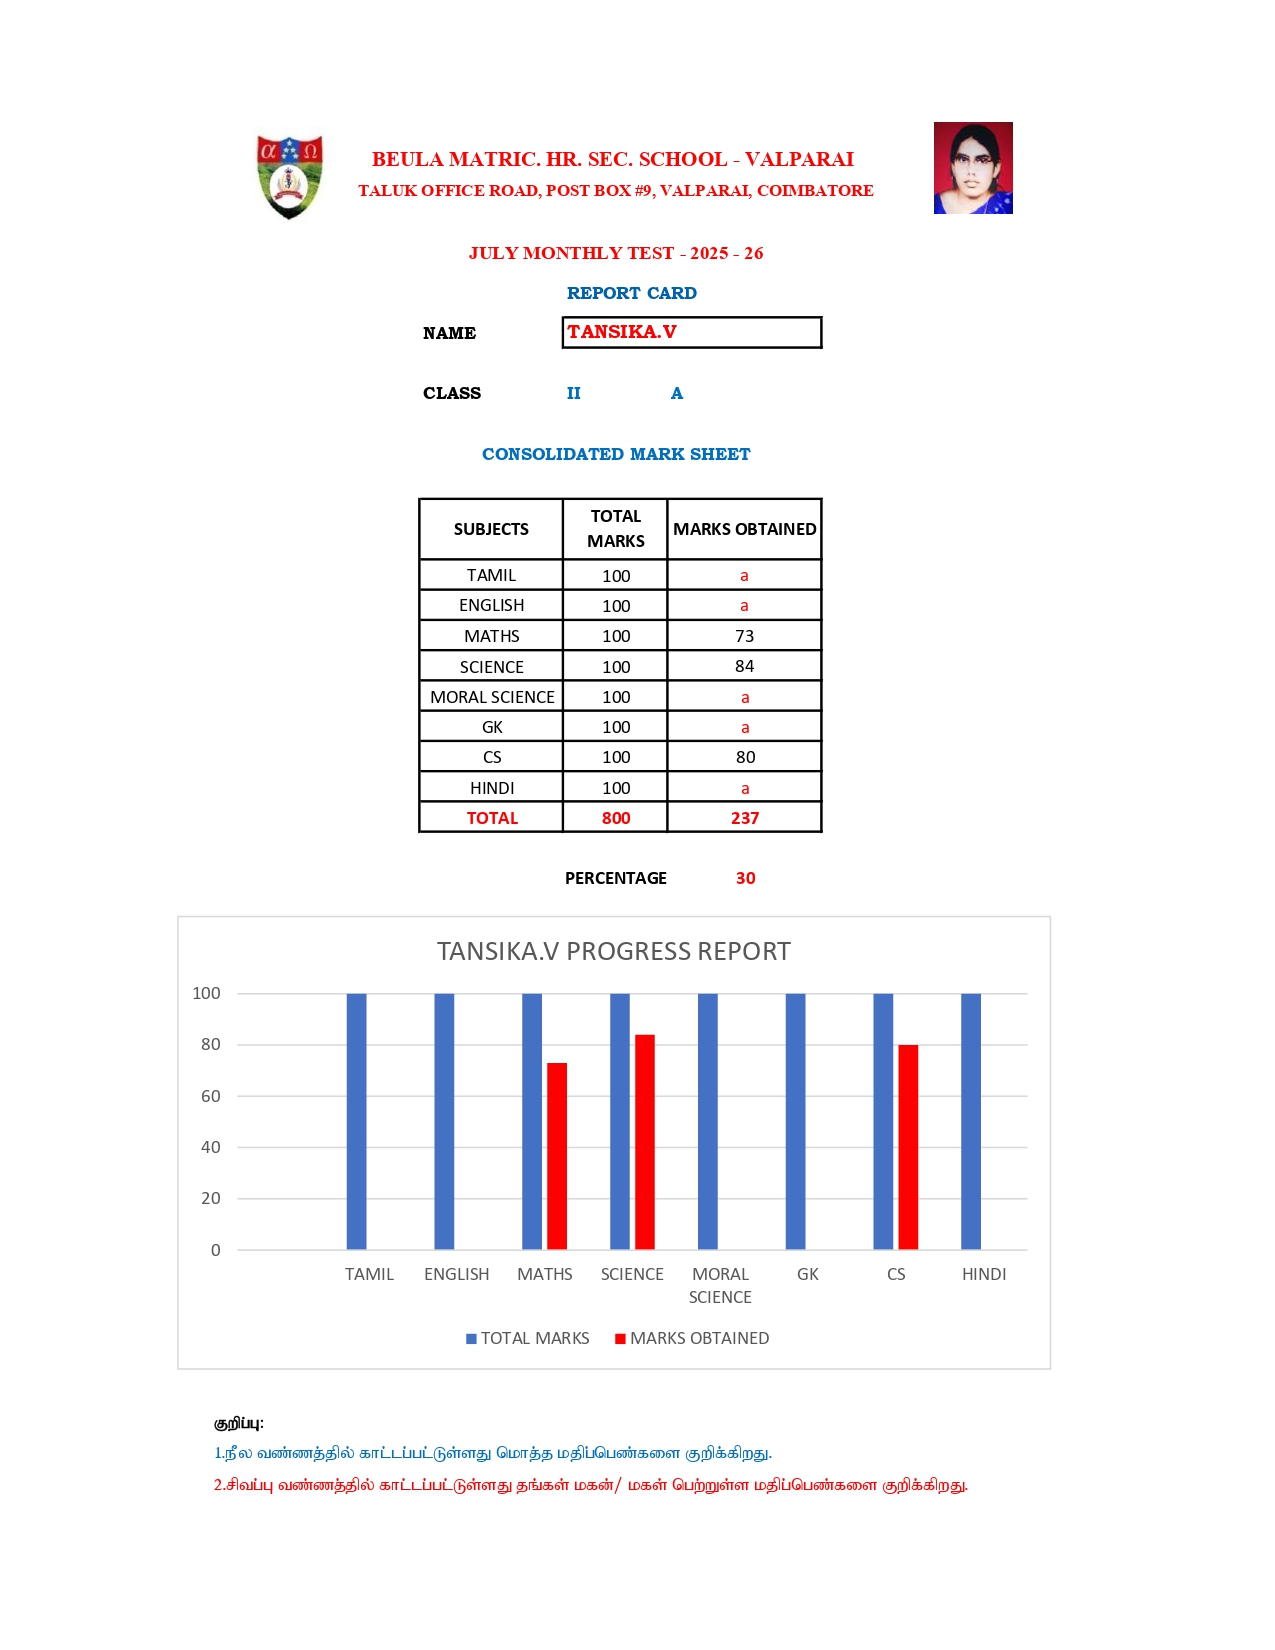 α Ω
BEULA MATRIC. HR. SEC. SCHOOL - VALPARAI
TALUK OFFICE ROAD, POST BOX #9, VALPARAI, COIMBATORE
JULY MONTHLY TEST - 2025 - 26
REPORT CARD
NAME TANSIKA.V
CLASS II A
CONSOLIDATED MARK SHEET
SUBJECTS TOTAL MARKS MARKS OBTAINED
TAMIL 100 a
ENGLISH 100 a
MATHS 100 73
SCIENCE 100 84
MORAL SCIENCE 100 a
GK 100 a
CS 100 80
HINDI 100 a
TOTAL 800 237
PERCENTAGE 30
TANSIKA.V PROGRESS REPORT
100
80
60
40
20
0
TAMIL ENGLISH MATHS SCIENCE MORAL SCIENCE GK CS HINDI
TOTAL MARKS MARKS OBTAINED
குறிப்பு:
1.நீல வண்ணத்தில் காட்டப்பட்டுள்ளது மொத்த மதிப்பெண்களை குறிக்கிறது.
2.சிவப்பு வண்ணத்தில் காட்டப்பட்டுள்ளது தங்கள் மகன்/ மகள் பெற்றுள்ள மதிப்பெண்களை குறிக்கிறது.